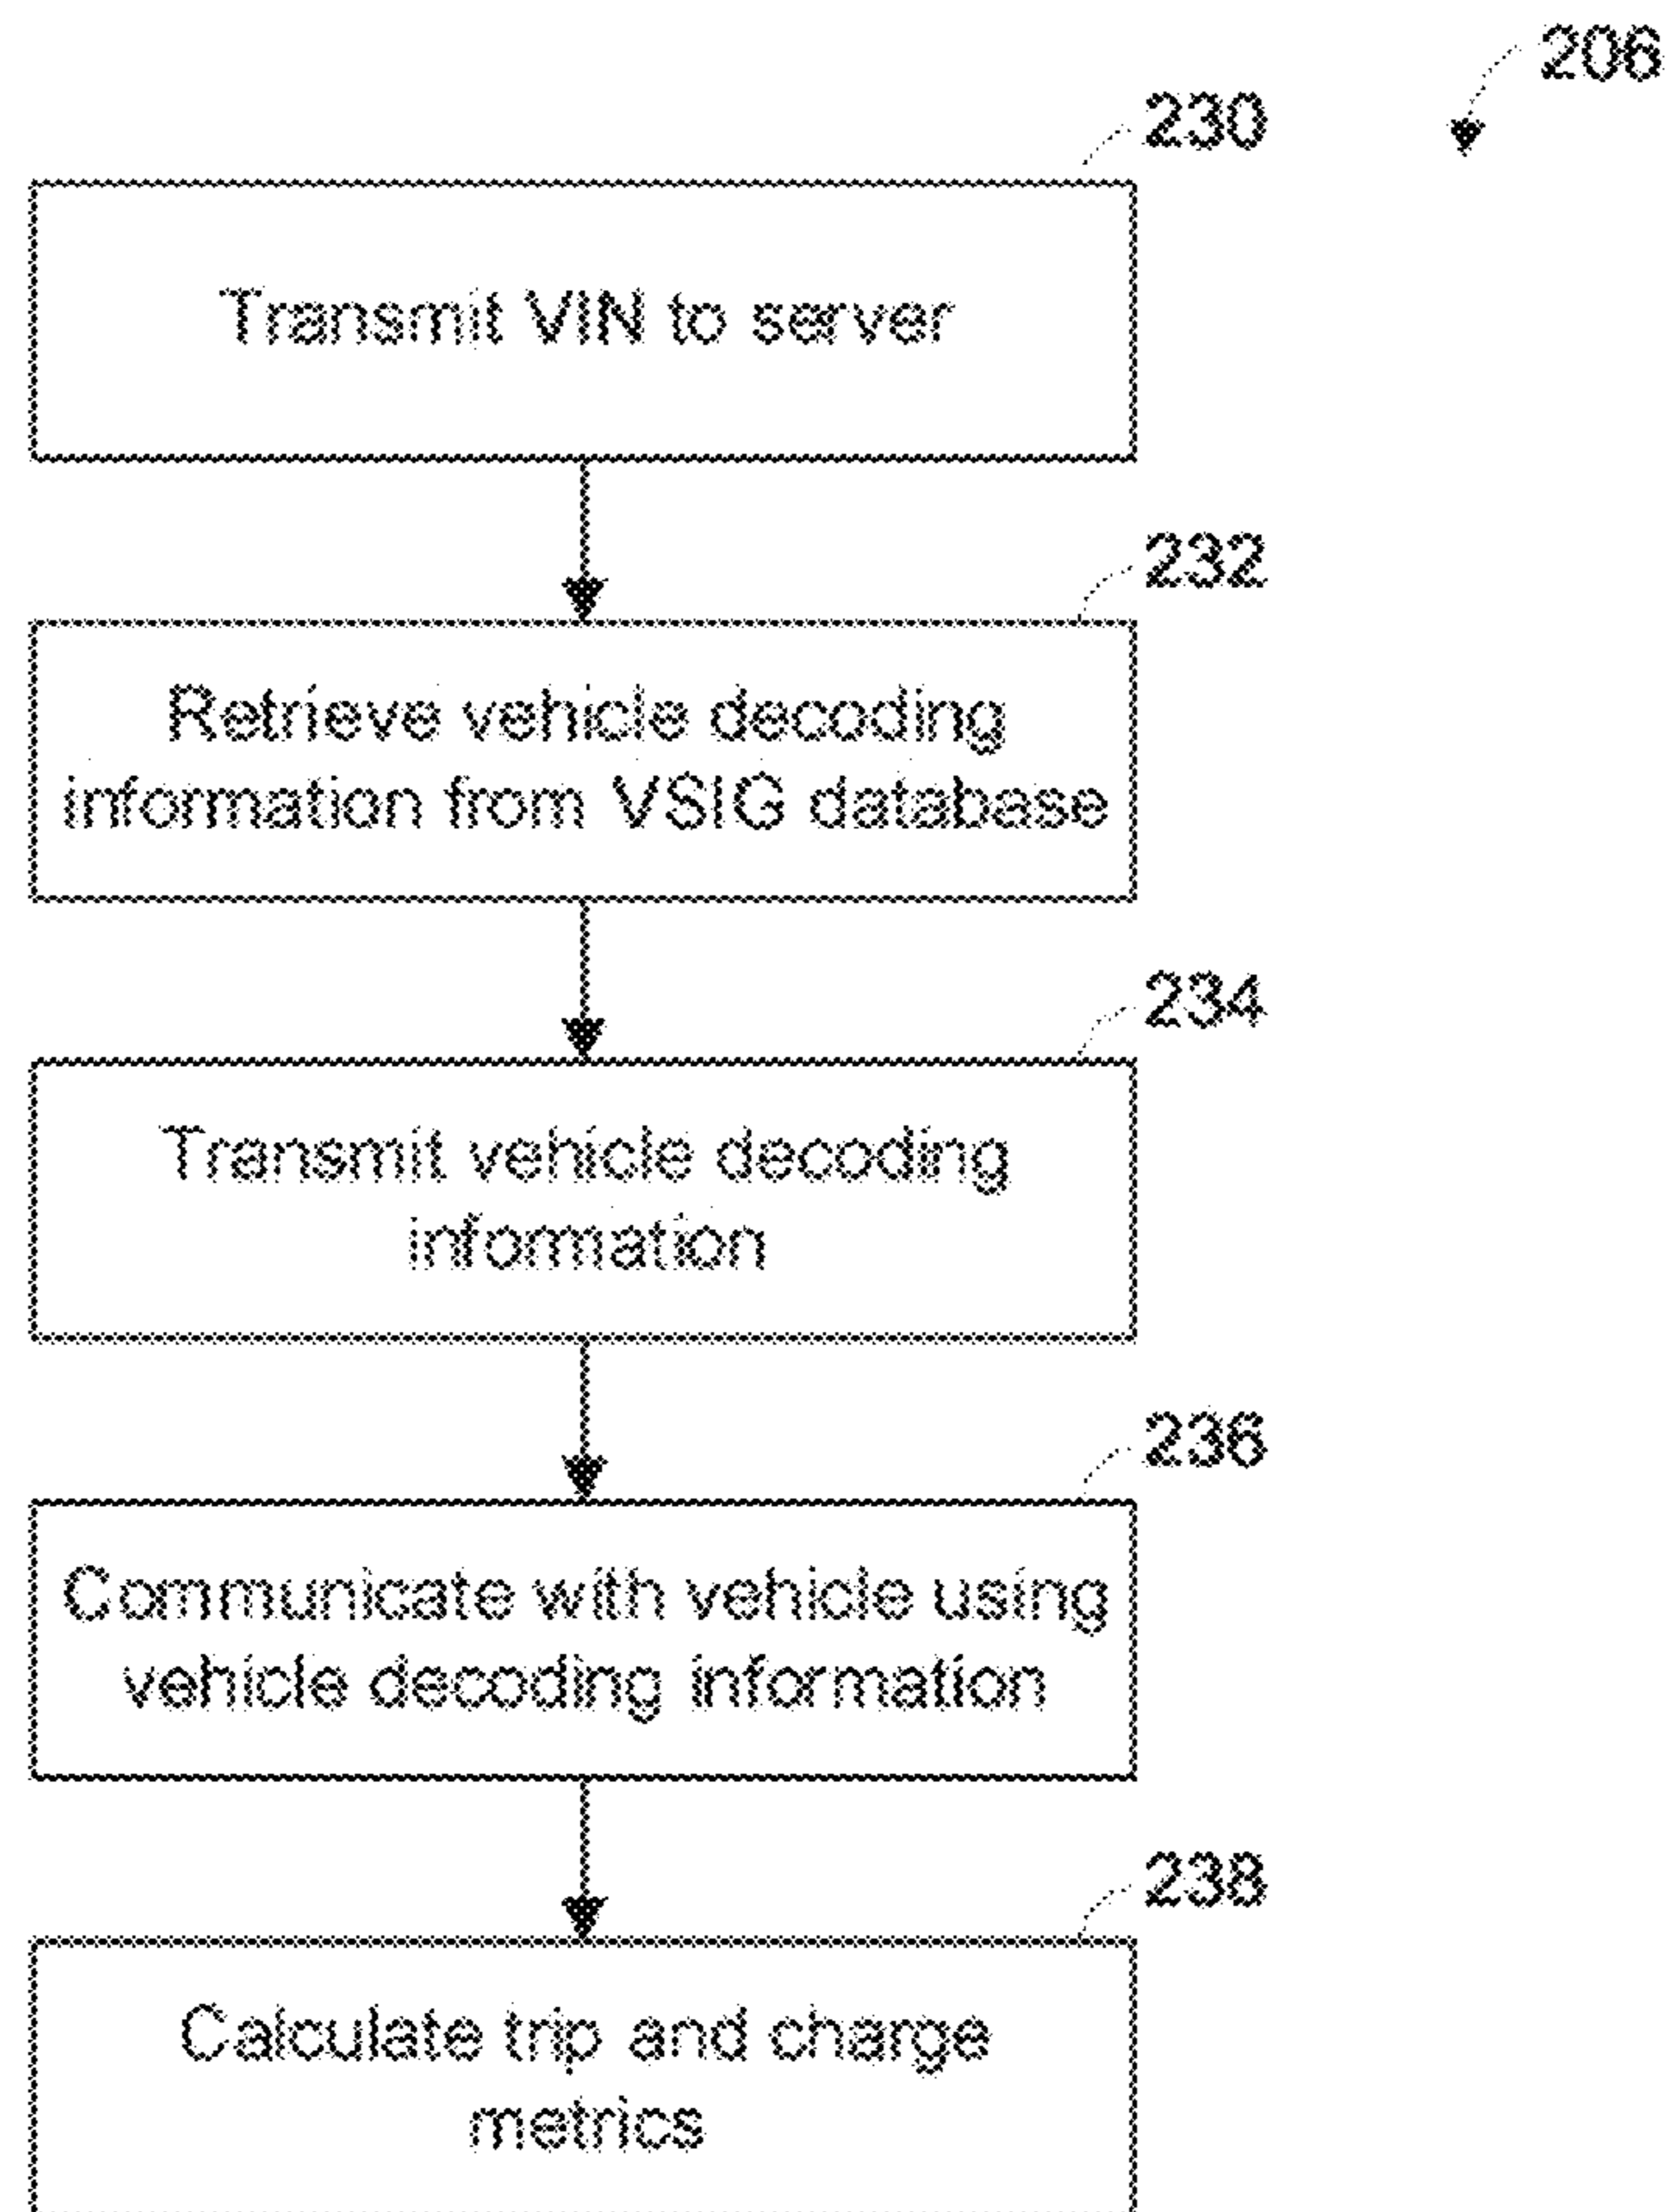 206
230
Transmit VIN to server
232
Retrieve vehicle decoding
information from VSIG database
234
Transmit vehicle decoding
information
236
Communicate with vehicle using
vehicle decoding information
238
Calculate trip and charge
metrics